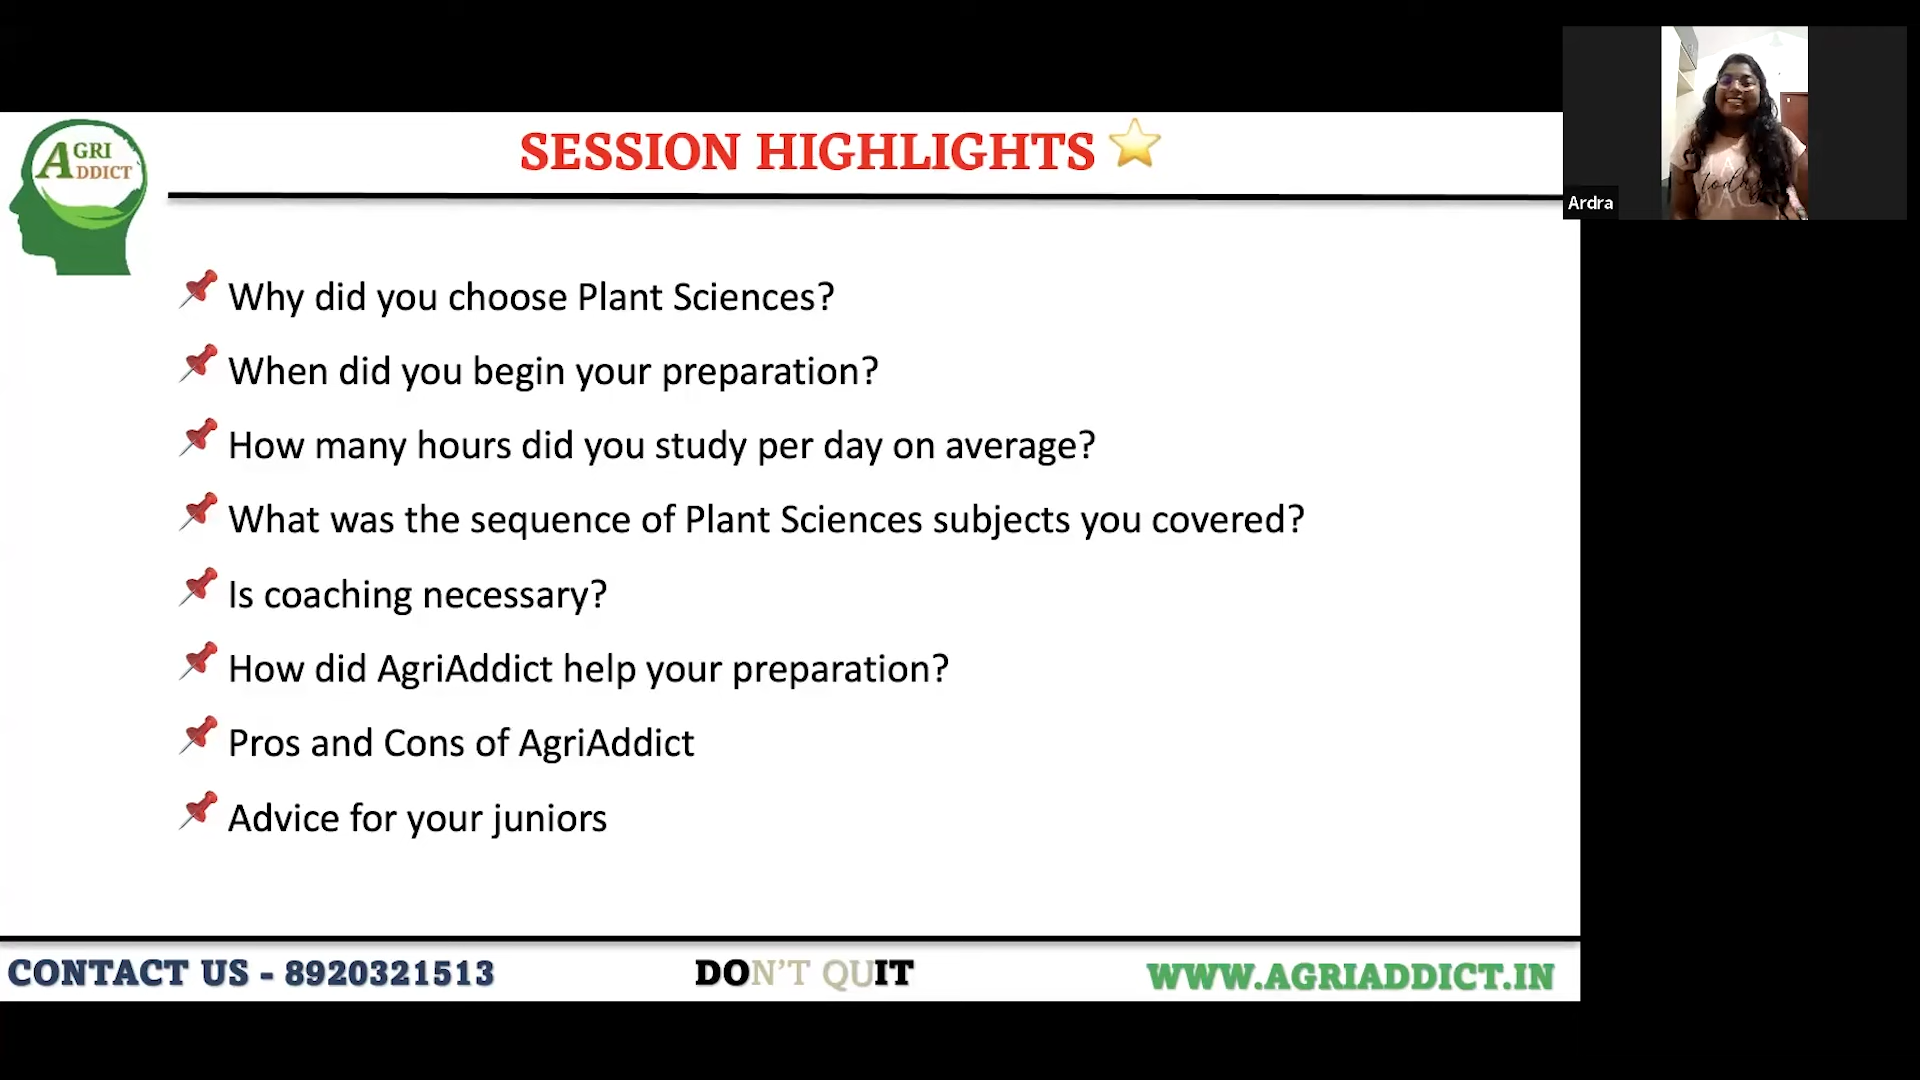 AGRI
ADDICT
SESSION HIGHLIGHTS
Why did you choose Plant Sciences?
When did you begin your preparation?
How many hours did you study per day on average?
What was the sequence of Plant Sciences subjects you covered?
Is coaching necessary?
How did AgriAddict help your preparation?
Pros and Cons of AgriAddict
Advice for your juniors
CONTACT US - 8920321513
DON'T QUIT
WWW.AGRIADDICT.IN
today
Ardra